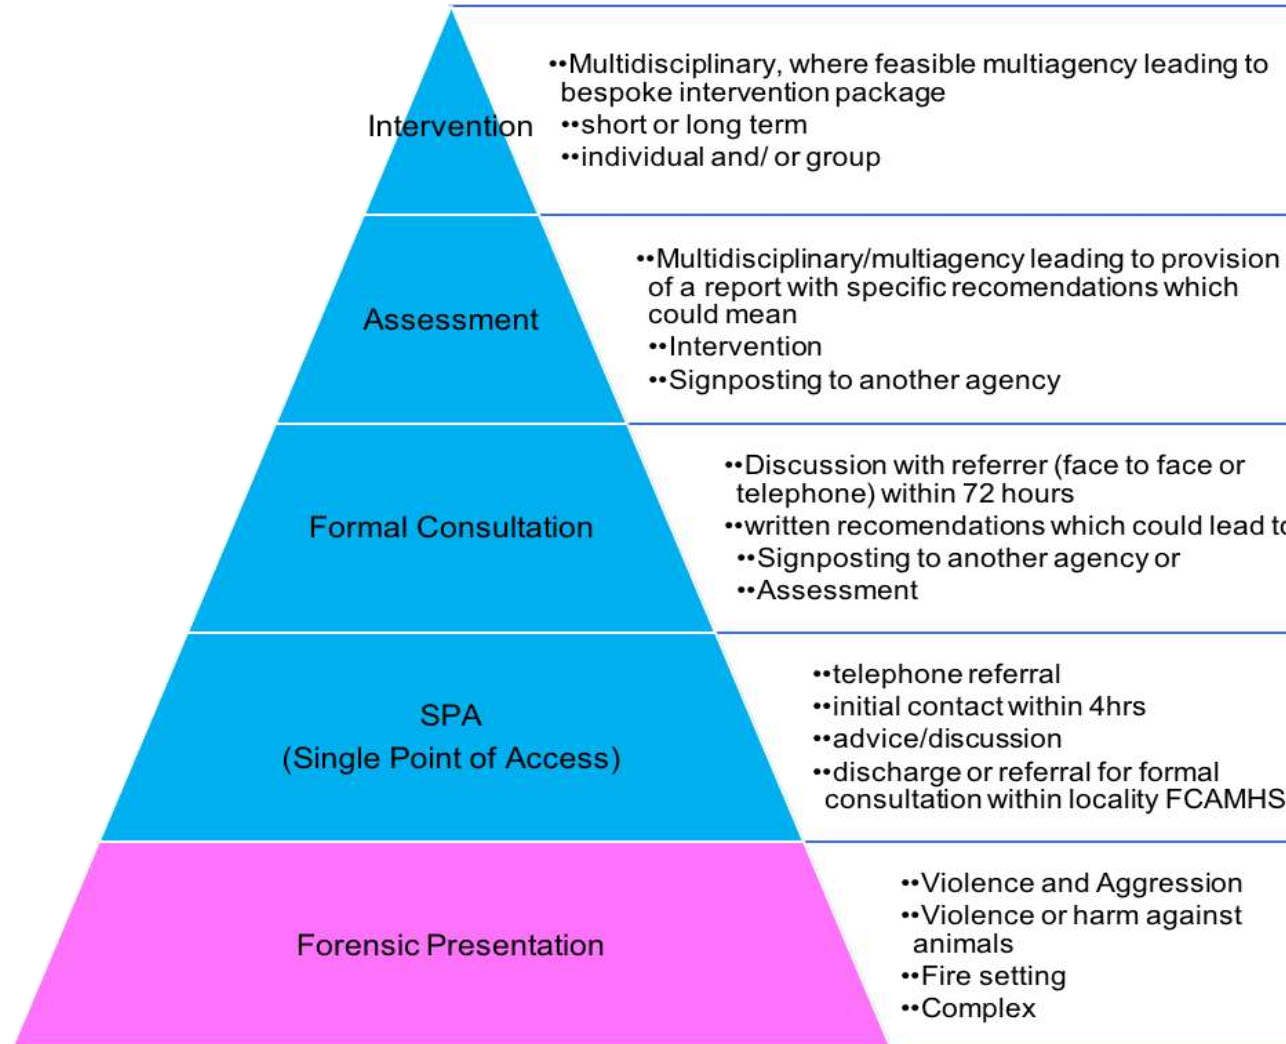 Intervention
••Multidisciplinary, where feasible multiagency leading to
bespoke intervention package
••short or long term
••individual and/ or group
Assessment
••Multidisciplinary/multiagency leading to provision
of a report with specific recomendations which
could mean
••Intervention
••Signposting to another agency
Formal Consultation
••Discussion with referrer (face to face or
telephone) within 72 hours
••written recomendations which could lead to
••Signposting to another agency or
••Assessment
SPA
(Single Point of Access)
••telephone referral
••initial contact within 4hrs
••advice/discussion
••discharge or referral for formal
consultation within locality FCAMHS
Forensic Presentation
••Violence and Aggression
••Violence or harm against
animals
••Fire setting
••Complex